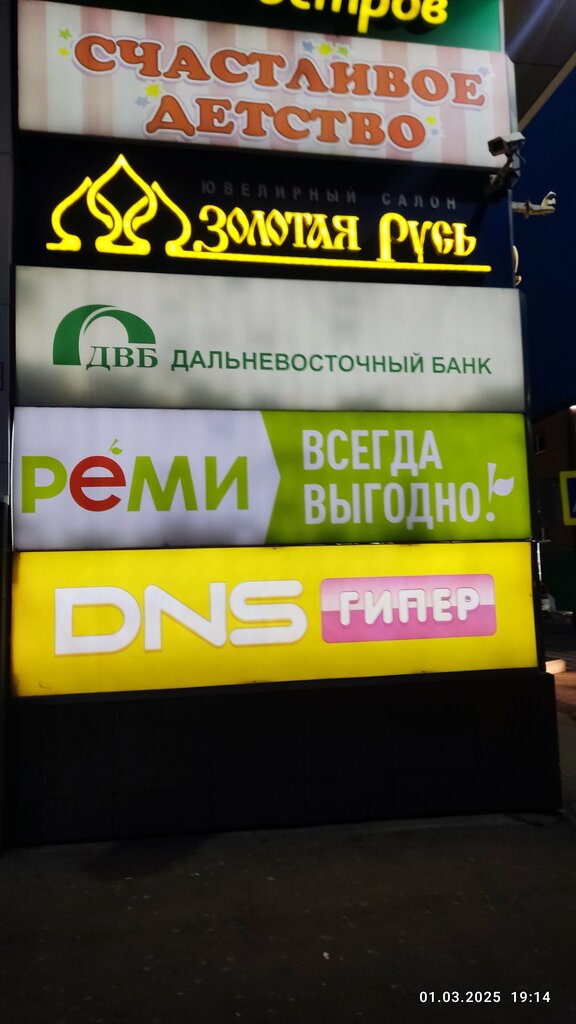 СЧАСТЛИВОЕ
ДЕТСТВО
ЮВЕЛИРНЫЙ САЛОН
ЗОЛОТАЯ РУСЬ
ДВБ ДАЛЬНЕВОСТОЧНЫЙ БАНК
РЕМИ
ВСЕГДА
ВЫГОДНО!
DNS ГИПЕР
01.03.2025 19:14